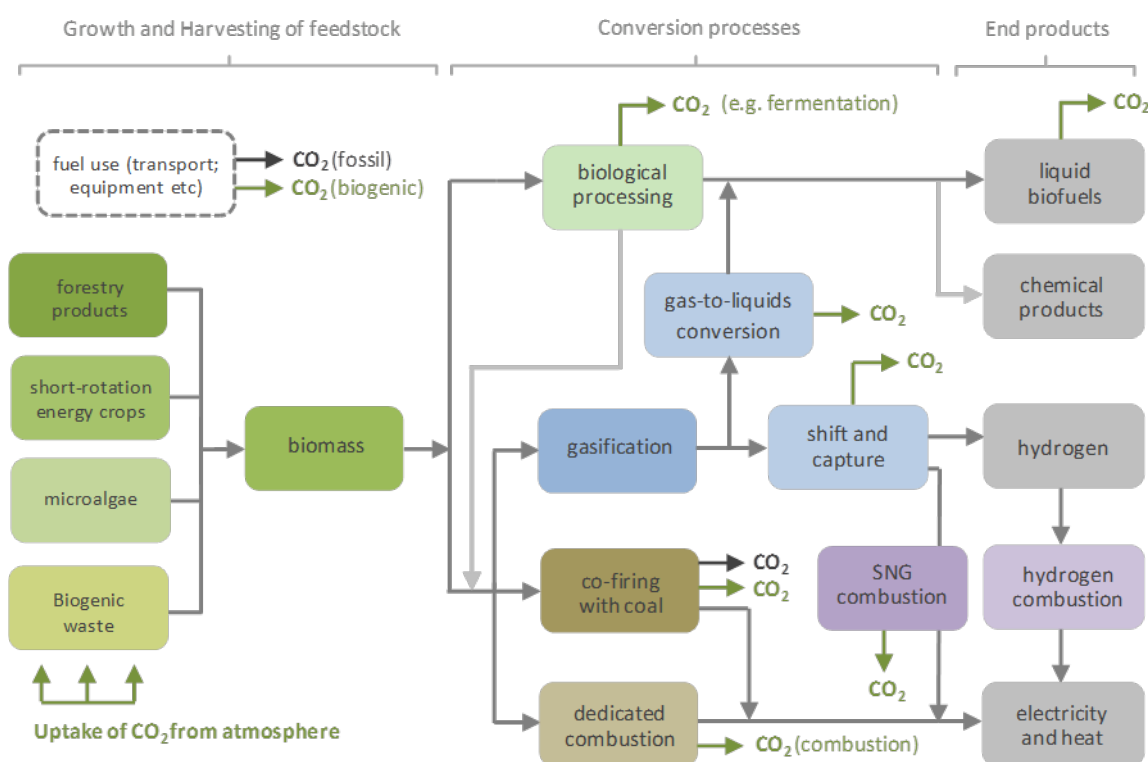 Growth and Harvesting of feedstock
Conversion processes
End products
CO2 (e.g. fermentation)
CO2
fuel use (transport;
equipment etc)
CO2 (fossil)
CO2 (biogenic)
biological
processing
liquid
biofuels
forestry
products
gas-to-liquids
conversion
CO2
chemical
products
short-rotation
energy crops
CO2
biomass
gasification
shift and
capture
hydrogen
microalgae
co-firing
with coal
CO2
CO2
SNG
combustion
hydrogen
combustion
Biogenic
waste
CO2
Uptake of CO2 from atmosphere
dedicated
combustion
CO2 (combustion)
electricity
and heat